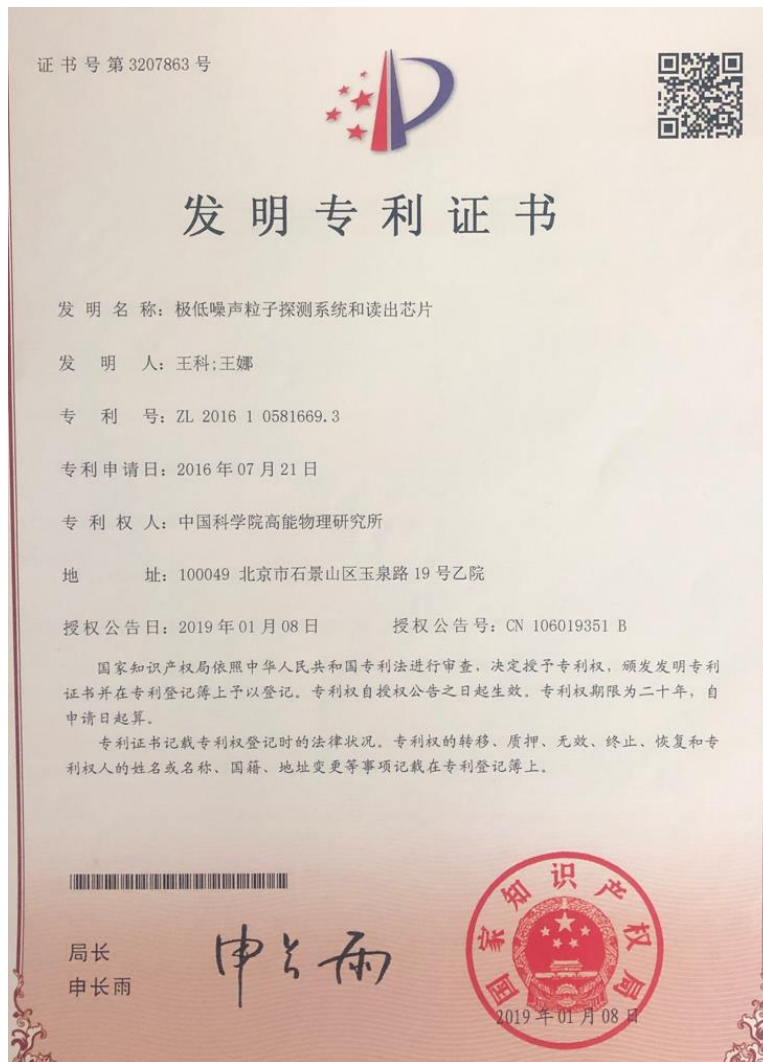 证书号第3207863号
发明专利证书
发明名称：极低噪声粒子探测系统和读出芯片
发明人：王科;王娜
专利号：ZL 2016 1 0581669.3
专利申请日：2016年07月21日
专利权人：中国科学院高能物理研究所
地址：100049 北京市石景山区玉泉路19号乙院
授权公告日：2019年01月08日 授权公告号：CN 106019351 B
国家知识产权局依照中华人民共和国专利法进行审查，决定授予专利权，颁发发明专利
证书并在专利登记簿上予以登记。专利权自授权公告之日起生效。专利权期限为二十年，自
申请日起算。
专利证书记载专利权登记时的法律状况。专利权的转移、质押、无效、终止、恢复和专
利权人的姓名或名称、国籍、地址变更等事项记载在专利登记簿上。
局长
申长雨
申长雨
国家知识产权局
2019年01月08日